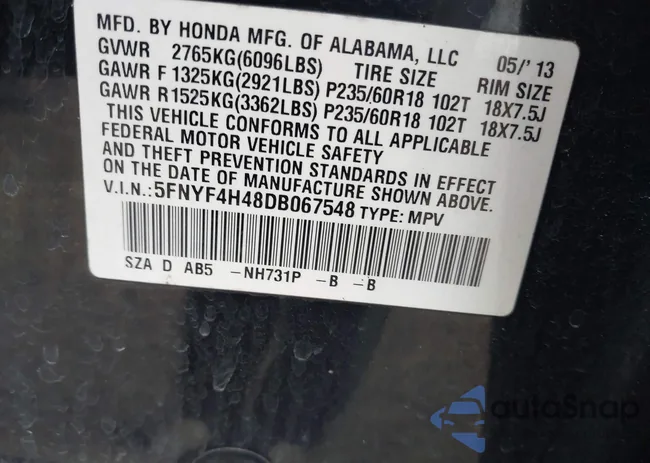 MFD. BY HONDA MFG. OF ALABAMA, LLC 05/'13
GVWR 2765KG(6096LBS) TIRE SIZE RIM SIZE
GAWR F 1325KG(2921LBS) P235/60R18 102T 18X7.5J
GAWR R1525KG(3362LBS) P235/60R18 102T 18X7.5J
THIS VEHICLE CONFORMS TO ALL APPLICABLE
FEDERAL MOTOR VEHICLE SAFETY
AND THEFT PREVENTION STANDARDS IN EFFECT
ON THE DATE OF MANUFACTURE SHOWN ABOVE.
V.I.N.:5FNYF4H48DB067548 TYPE: MPV
SZA D AB5 -NH731P -B -B
autoSnap